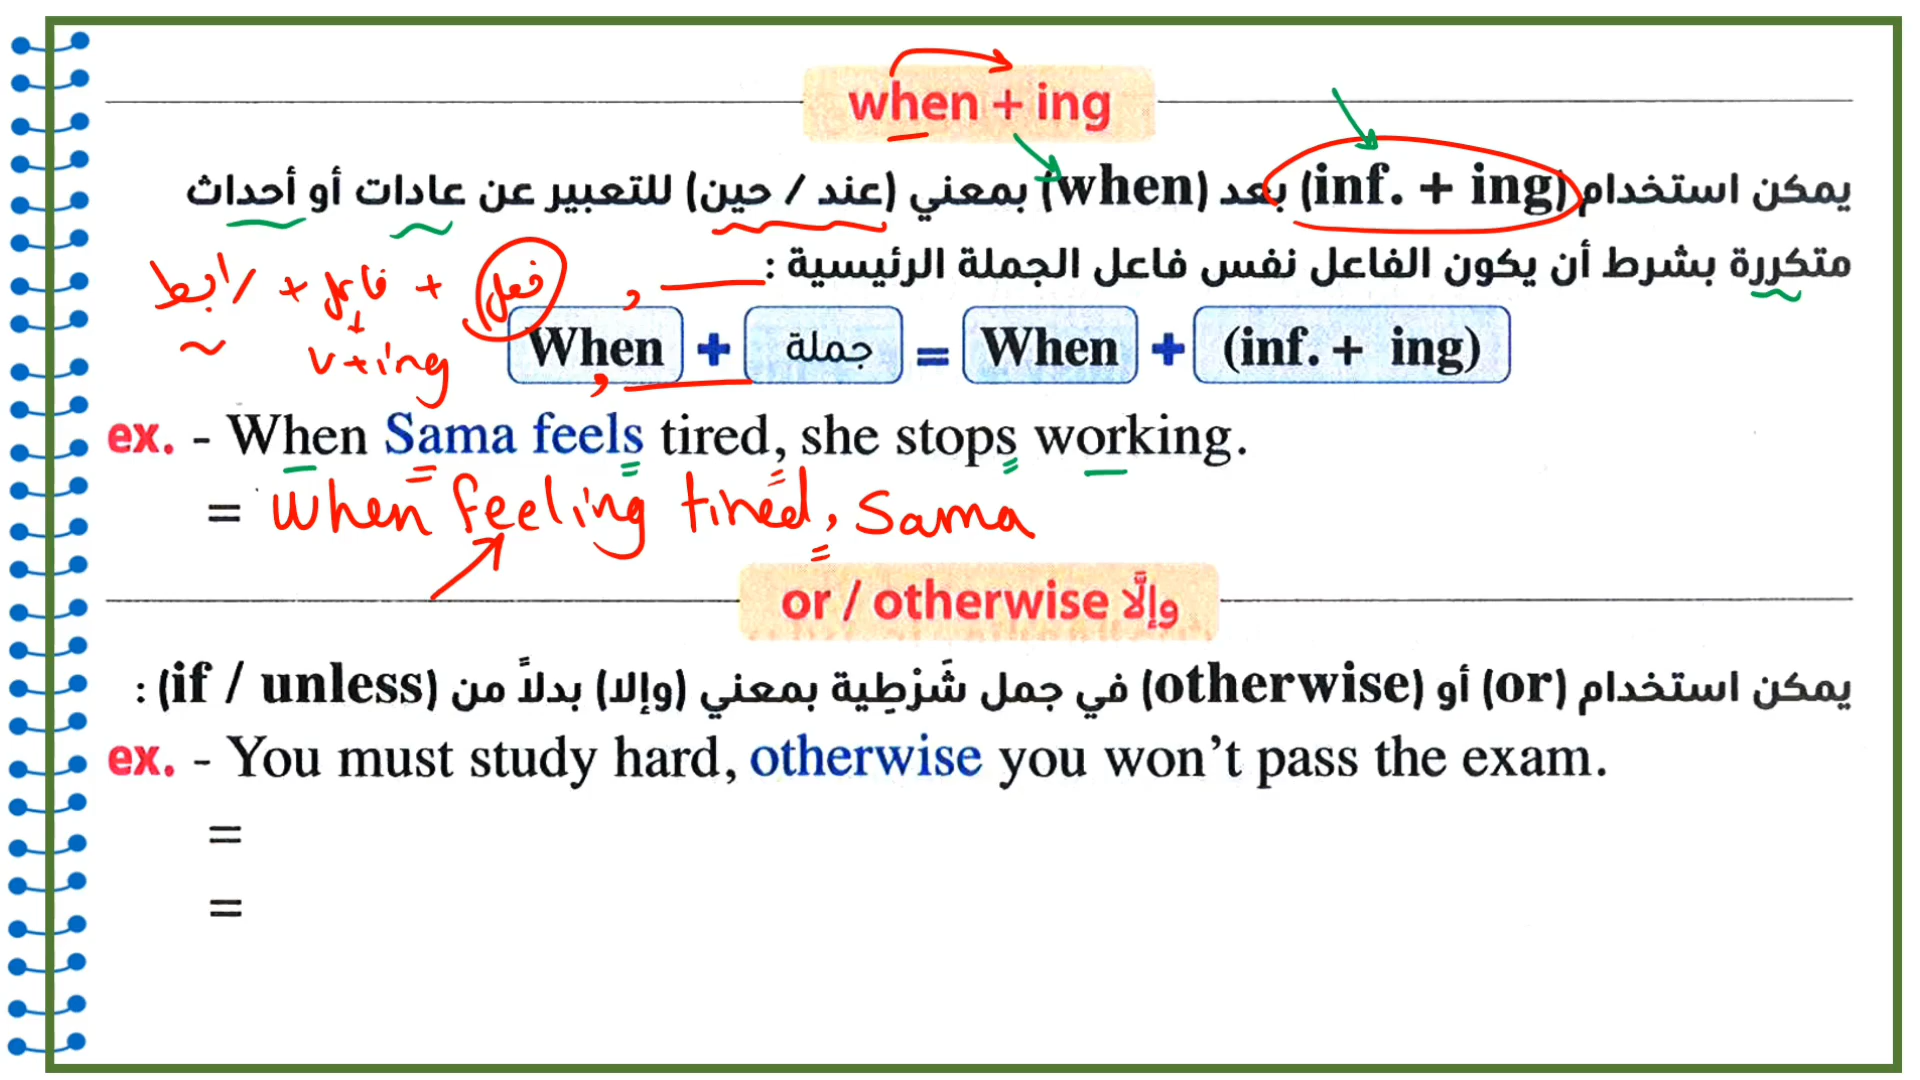 when + ing
يمكن استخدام (inf. + ing) بعد (when) بمعني (عند / حين) للتعبير عن عادات أو أحداث
متكررة بشرط أن يكون الفاعل نفس فاعل الجملة الرئيسية :
رابط + فاعل + فعل , ــــــ
v + ing
When + جملة = When + (inf. + ing)
ex. - When Sama feels tired, she stops working.
= When feeling tired, Sama
or / otherwise وإلَّا
يمكن استخدام (or) أو (otherwise) في جمل شَرْطِية بمعني (وإلا) بدلاً من (if / unless) :
ex. - You must study hard, otherwise you won't pass the exam.
=
=